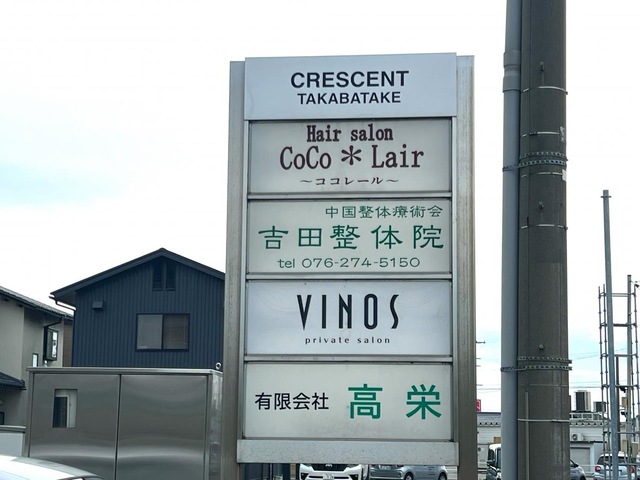 CRESCENT
TAKABATAKE
Hair salon
CoCo＊Lair
～ココレール～
中国整体療術会
吉田整体院
tel 076-274-5150
VINOS
private salon
有限会社 高栄